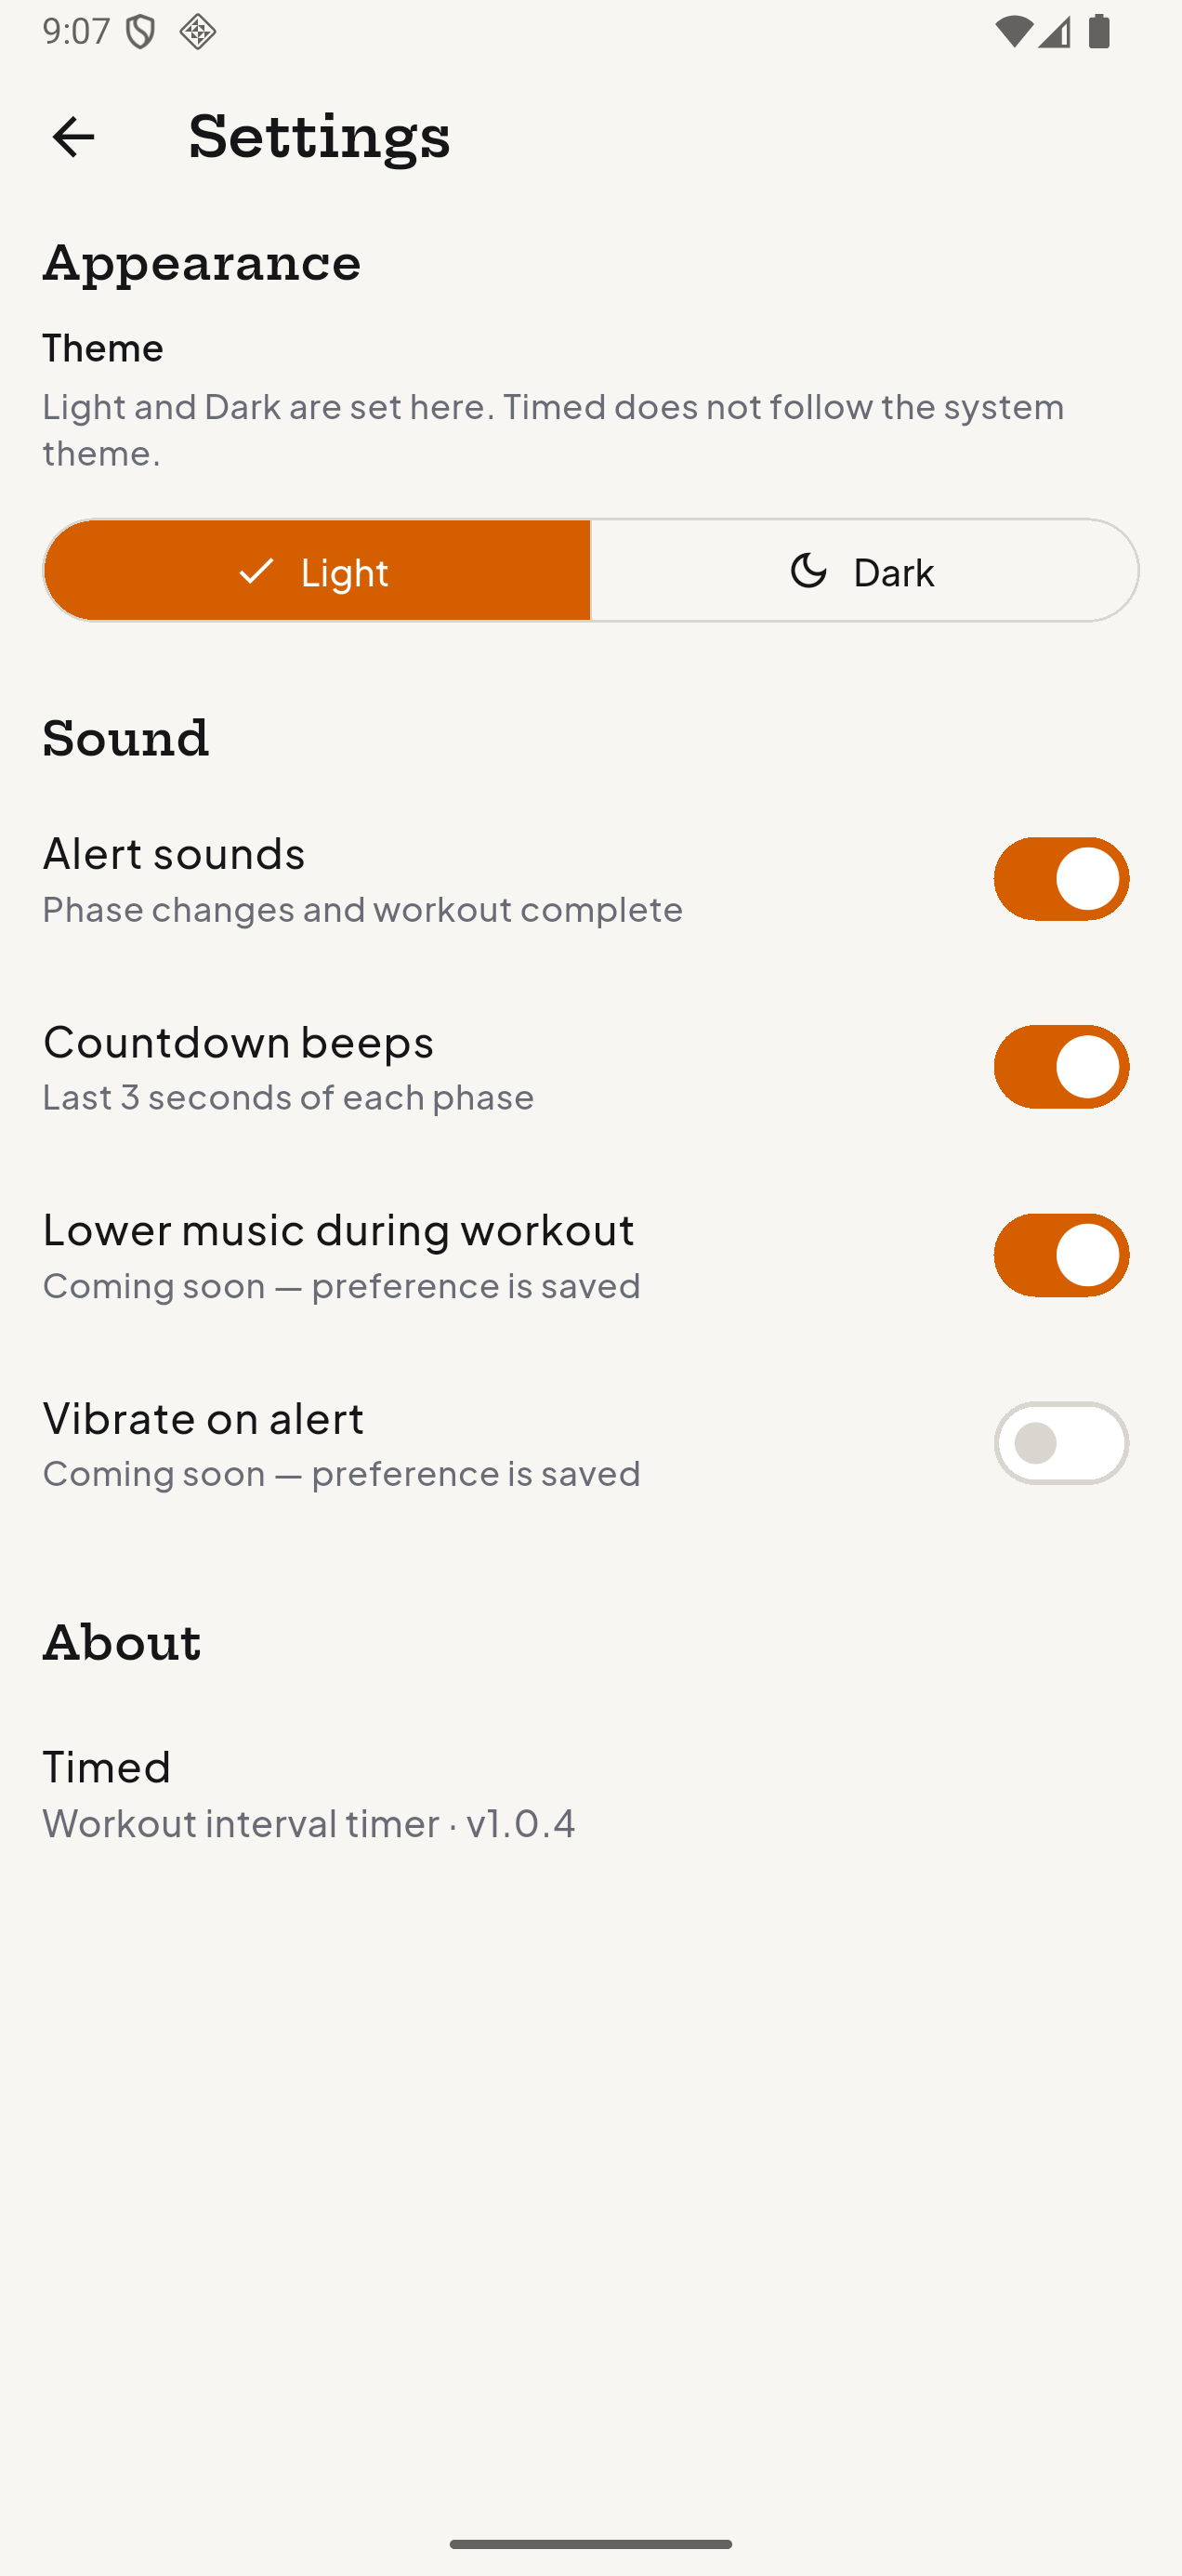 9:07
Settings
Appearance
Theme
Light and Dark are set here. Timed does not follow the system
theme.
Light
Dark
Sound
Alert sounds
Phase changes and workout complete
Countdown beeps
Last 3 seconds of each phase
Lower music during workout
Coming soon — preference is saved
Vibrate on alert
Coming soon — preference is saved
About
Timed
Workout interval timer · v1.0.4